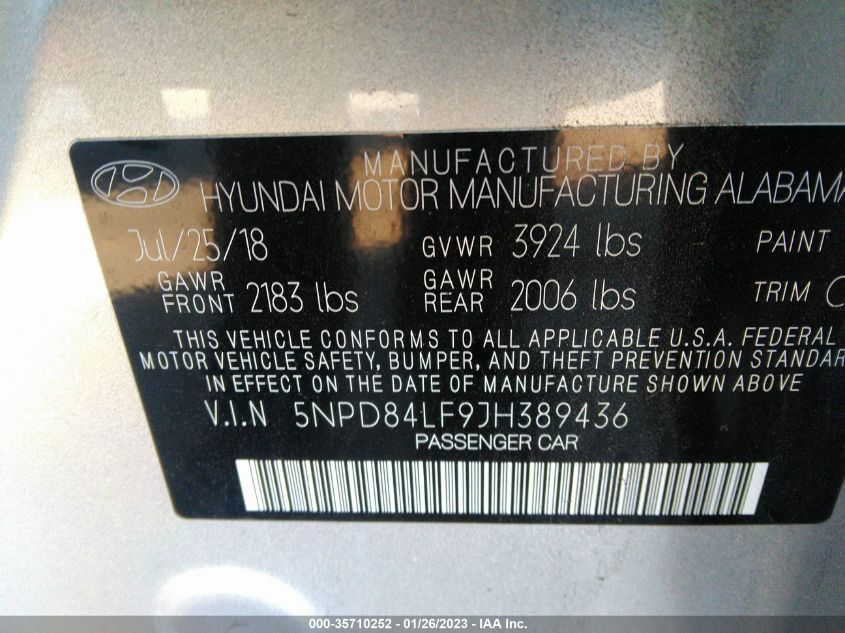 MANUFACTURED BY
HYUNDAI MOTOR MANUFACTURING ALABAMA
Jul/25/18 GVWR 3924 lbs PAINT
GAWR FRONT 2183 lbs GAWR REAR 2006 lbs TRIM
THIS VEHICLE CONFORMS TO ALL APPLICABLE U.S.A. FEDERAL
MOTOR VEHICLE SAFETY, BUMPER, AND THEFT PREVENTION STANDAR
IN EFFECT ON THE DATE OF MANUFACTURE SHOWN ABOVE
V.I.N 5NPD84LF9JH389436
PASSENGER CAR
000-35710252 - 01/26/2023 - IAA Inc.